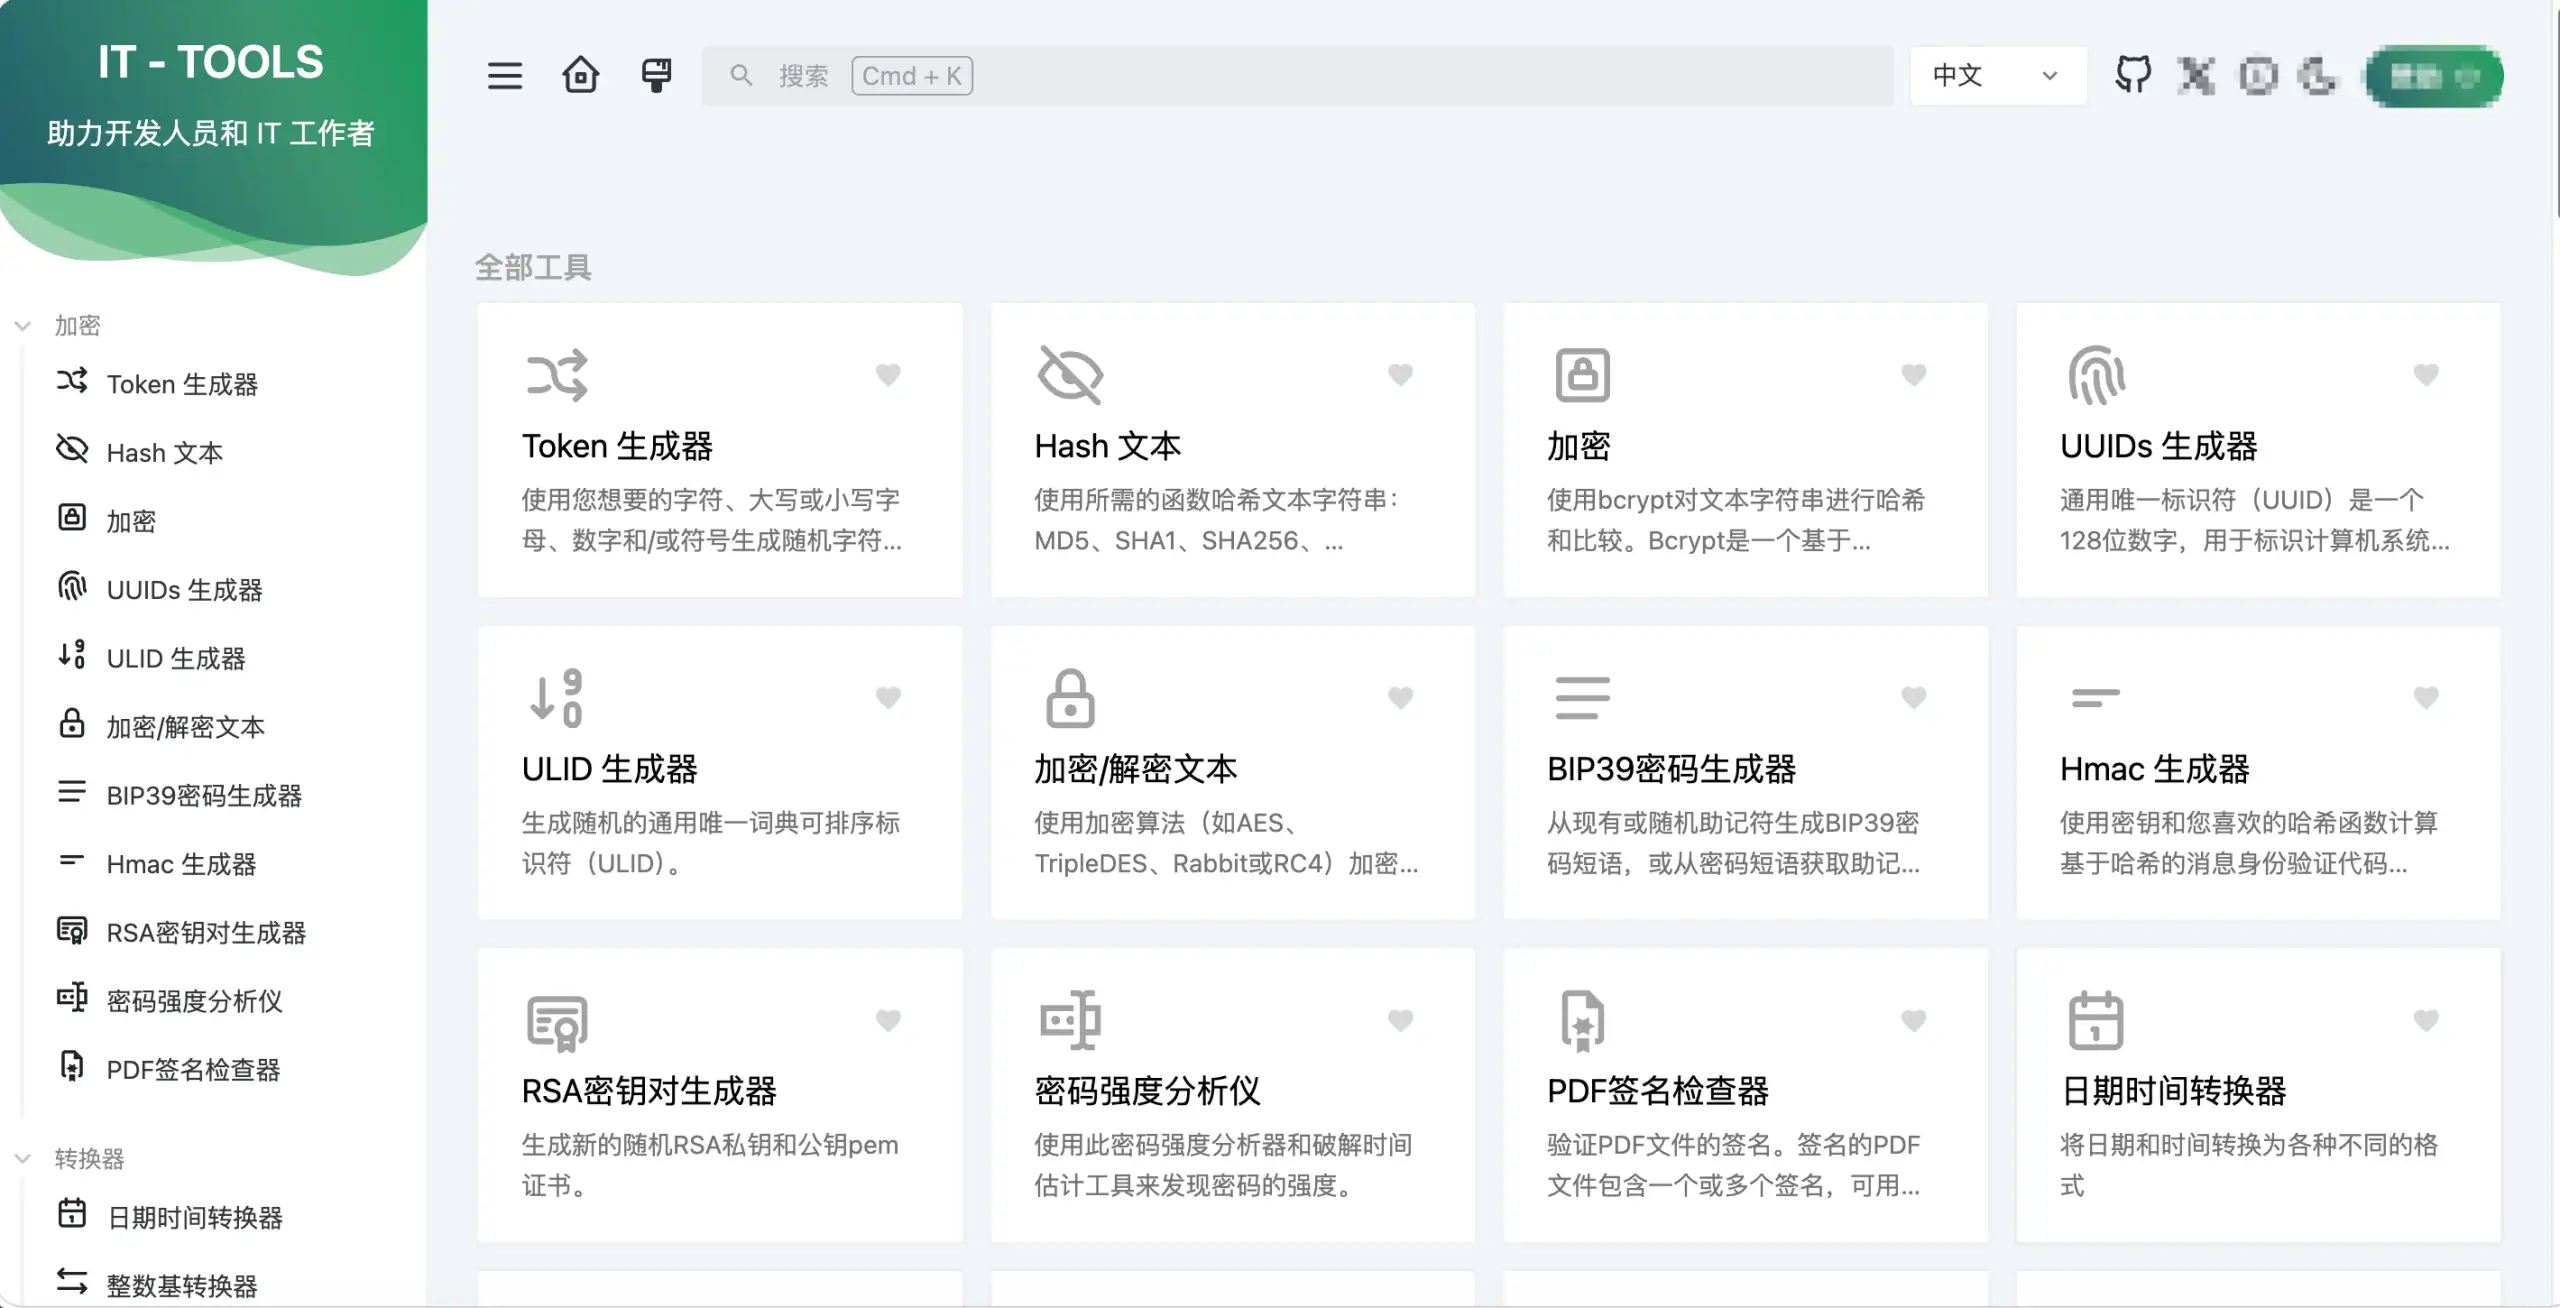 IT - TOOLS
助力开发人员和 IT 工作者
加密
Token 生成器
Hash 文本
加密
UUIDs 生成器
ULID 生成器
加密/解密文本
BIP39密码生成器
Hmac 生成器
RSA密钥对生成器
密码强度分析仪
PDF签名检查器
转换器
日期时间转换器
整数基转换器
搜索 Cmd + K
中文
全部工具
Token 生成器
使用您想要的字符、大写或小写字
母、数字和/或符号生成随机字符...
Hash 文本
使用所需的函数哈希文本字符串：
MD5、SHA1、SHA256、...
加密
使用bcrypt对文本字符串进行哈希
和比较。Bcrypt是一个基于...
UUIDs 生成器
通用唯一标识符（UUID）是一个
128位数字，用于标识计算机系统...
ULID 生成器
生成随机的通用唯一词典可排序标
识符（ULID）。
加密/解密文本
使用加密算法（如AES、
TripleDES、Rabbit或RC4）加密...
BIP39密码生成器
从现有或随机助记符生成BIP39密
码短语，或从密码短语获取助记...
Hmac 生成器
使用密钥和您喜欢的哈希函数计算
基于哈希的消息身份验证代码...
RSA密钥对生成器
生成新的随机RSA私钥和公钥pem
证书。
密码强度分析仪
使用此密码强度分析器和破解时间
估计工具来发现密码的强度。
PDF签名检查器
验证PDF文件的签名。签名的PDF
文件包含一个或多个签名，可用...
日期时间转换器
将日期和时间转换为各种不同的格
式